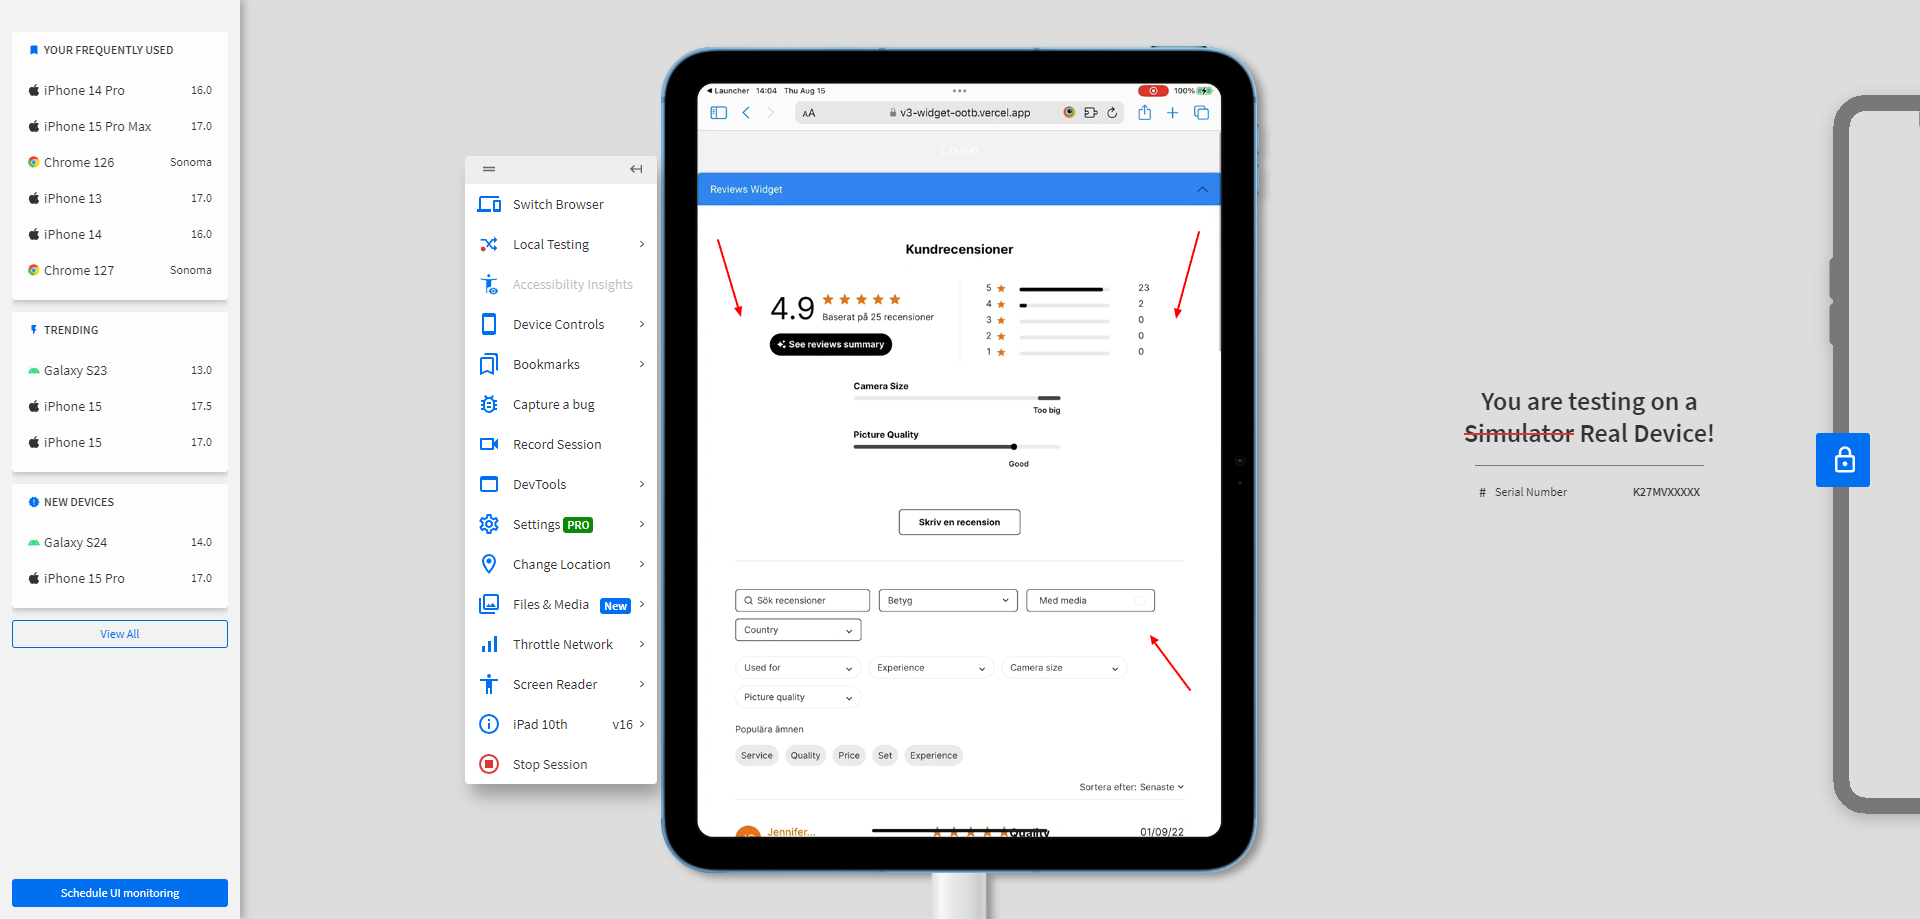 YOUR FREQUENTLY USED
iPhone 14 Pro 16.0
iPhone 15 Pro Max 17.0
Chrome 126 Sonoma
iPhone 13 17.0
iPhone 14 16.0
Chrome 127 Sonoma
TRENDING
Galaxy S23 13.0
iPhone 15 17.5
iPhone 15 17.0
NEW DEVICES
Galaxy S24 14.0
iPhone 15 Pro 17.0
View All
Schedule UI monitoring
Switch Browser
Local Testing
Accessibility Insights
Device Controls
Bookmarks
Capture a bug
Record Session
DevTools
Settings PRO
Change Location
Files & Media New
Throttle Network
Screen Reader
iPad 10th v16
Stop Session
Launcher 14:04 Thu Aug 15 100%
AA v3-widget-ootb.vercel.app
LOGO
Reviews Widget
Kundrecensioner
4.9
Baserat på 25 recensioner
See reviews summary
5 23
4 2
3 0
2 0
1 0
Camera Size
Too big
Picture Quality
Good
Skriv en recension
Sök recensioner Betyg Med media
Country
Used for Experience Camera size
Picture quality
Populära ämnen
Service Quality Price Set Experience
Sortera efter: Senaste
Jennifer... Quality 01/09/22
You are testing on a
Simulator Real Device!
# Serial Number K27MVXXXXX